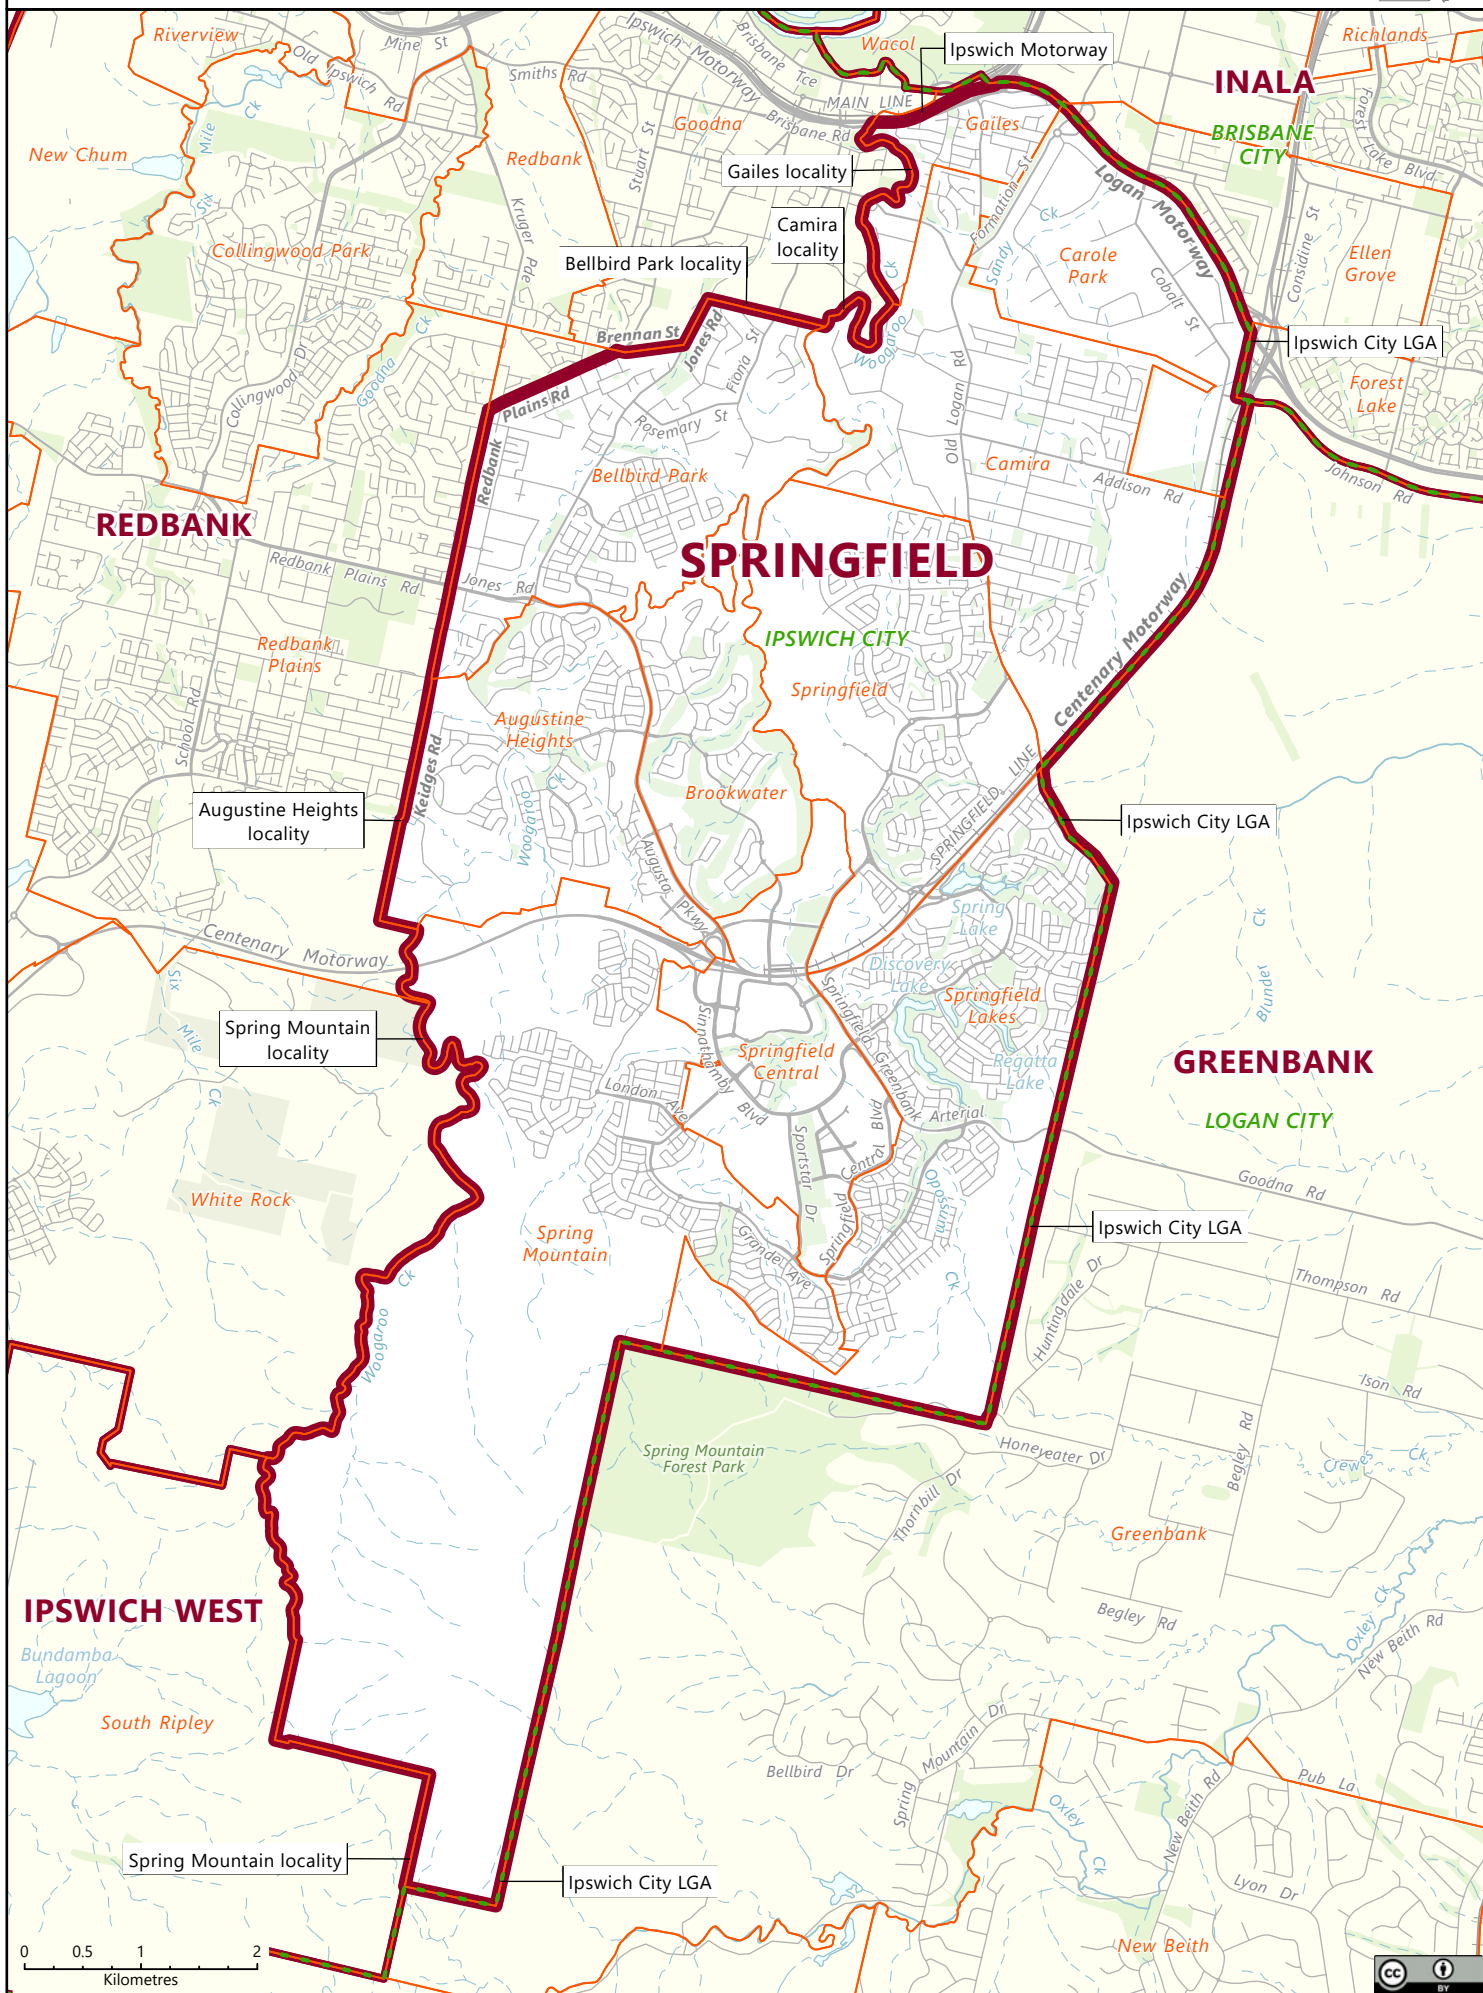 Riverview
Old Ipswich Rd
Mine St
Smiths Rd
Ipswich Motorway
Brisbane Tce
Wacol
Ipswich Motorway
Richlands
INALA
BRISBANE
CITY
Forest Lake Blvd
MAIN LINE
Brisbane Rd
Goodna
Gailes
New Chum
Six Mile Ck
Redbank
Stuart St
Gailes locality
Formation St
Logan Motorway
Kruger Pde
Camira
locality
Sandy Ck
Considine St
Collingwood Park
Bellbird Park locality
Carole
Park
Ellen
Grove
Cobalt St
Woogaroo Ck
Brennan St
Jones Rd
Fiona St
Ipswich City LGA
Collingwood Dr
Goodna Ck
Plains Rd
Redbank
Rosemary St
Old Logan Rd
Forest
Lake
Bellbird Park
Camira
Addison Rd
Johnson Rd
REDBANK
SPRINGFIELD
Redbank Plains Rd
Jones Rd
IPSWICH CITY
Redbank
Plains
Springfield
Centenary Motorway
School Rd
Augustine
Heights
Keidges Rd
Brookwater
SPRINGFIELD LINE
Augustine Heights
locality
Woogaroo Ck
Augusta Pkwy
Ipswich City LGA
Spring
Lake
Centenary Motorway
Discovery
Lake
Blunder Ck
Six Mile Ck
Springfield
Lakes
Spring Mountain
locality
Sinnathamby Blvd
Springfield Greenbank Arterial
Springfield
Central
Regatta
Lake
GREENBANK
London Ave
LOGAN CITY
Sportstar Dr
Springfield Central Blvd
Opossum Ck
Goodna Rd
White Rock
Spring
Mountain
Grande Ave
Ipswich City LGA
Huntingdale Dr
Thompson Rd
Woogaroo Ck
Ison Rd
Spring Mountain
Forest Park
Honeyeater Dr
Begley Rd
Crewes Ck
Thornbill Dr
Greenbank
IPSWICH WEST
Begley Rd
Oxley Ck
New Beith Rd
Bundamba
Lagoon
South Ripley
Bellbird Dr
Spring Mountain Dr
Pub La
Oxley Ck
New Beith Rd
Spring Mountain locality
Ipswich City LGA
Lyon Dr
New Beith
0 0.5 1 2
Kilometres
CC BY